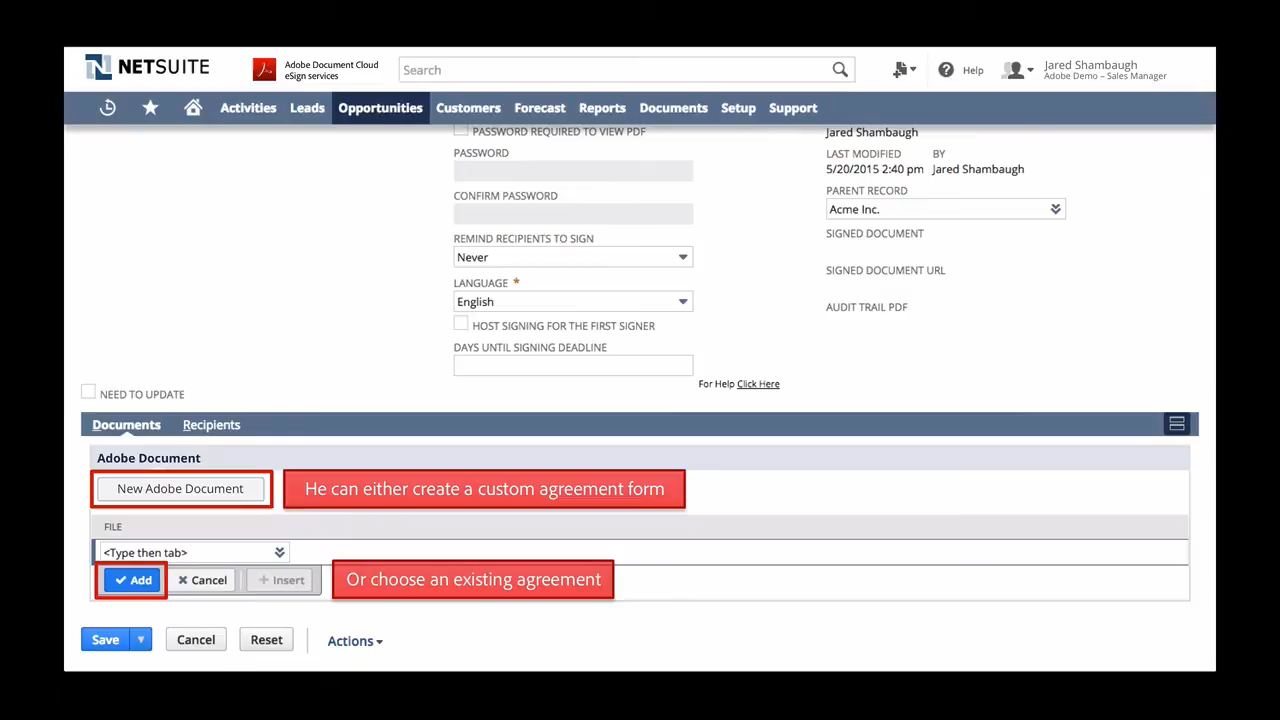 NETSUITE
Adobe Document Cloud
eSign services
Search
Help
Jared Shambaugh
Adobe Demo – Sales Manager
Activities Leads Opportunities Customers Forecast Reports Documents Setup Support
PASSWORD REQUIRED TO VIEW PDF
PASSWORD
CONFIRM PASSWORD
REMIND RECIPIENTS TO SIGN
Never
LANGUAGE *
English
HOST SIGNING FOR THE FIRST SIGNER
DAYS UNTIL SIGNING DEADLINE
For Help Click Here
Jared Shambaugh
LAST MODIFIED BY
5/20/2015 2:40 pm Jared Shambaugh
PARENT RECORD
Acme Inc.
SIGNED DOCUMENT
SIGNED DOCUMENT URL
AUDIT TRAIL PDF
NEED TO UPDATE
Documents Recipients
Adobe Document
New Adobe Document He can either create a custom agreement form
FILE
<Type then tab>
Add Cancel + Insert Or choose an existing agreement
Save Cancel Reset Actions